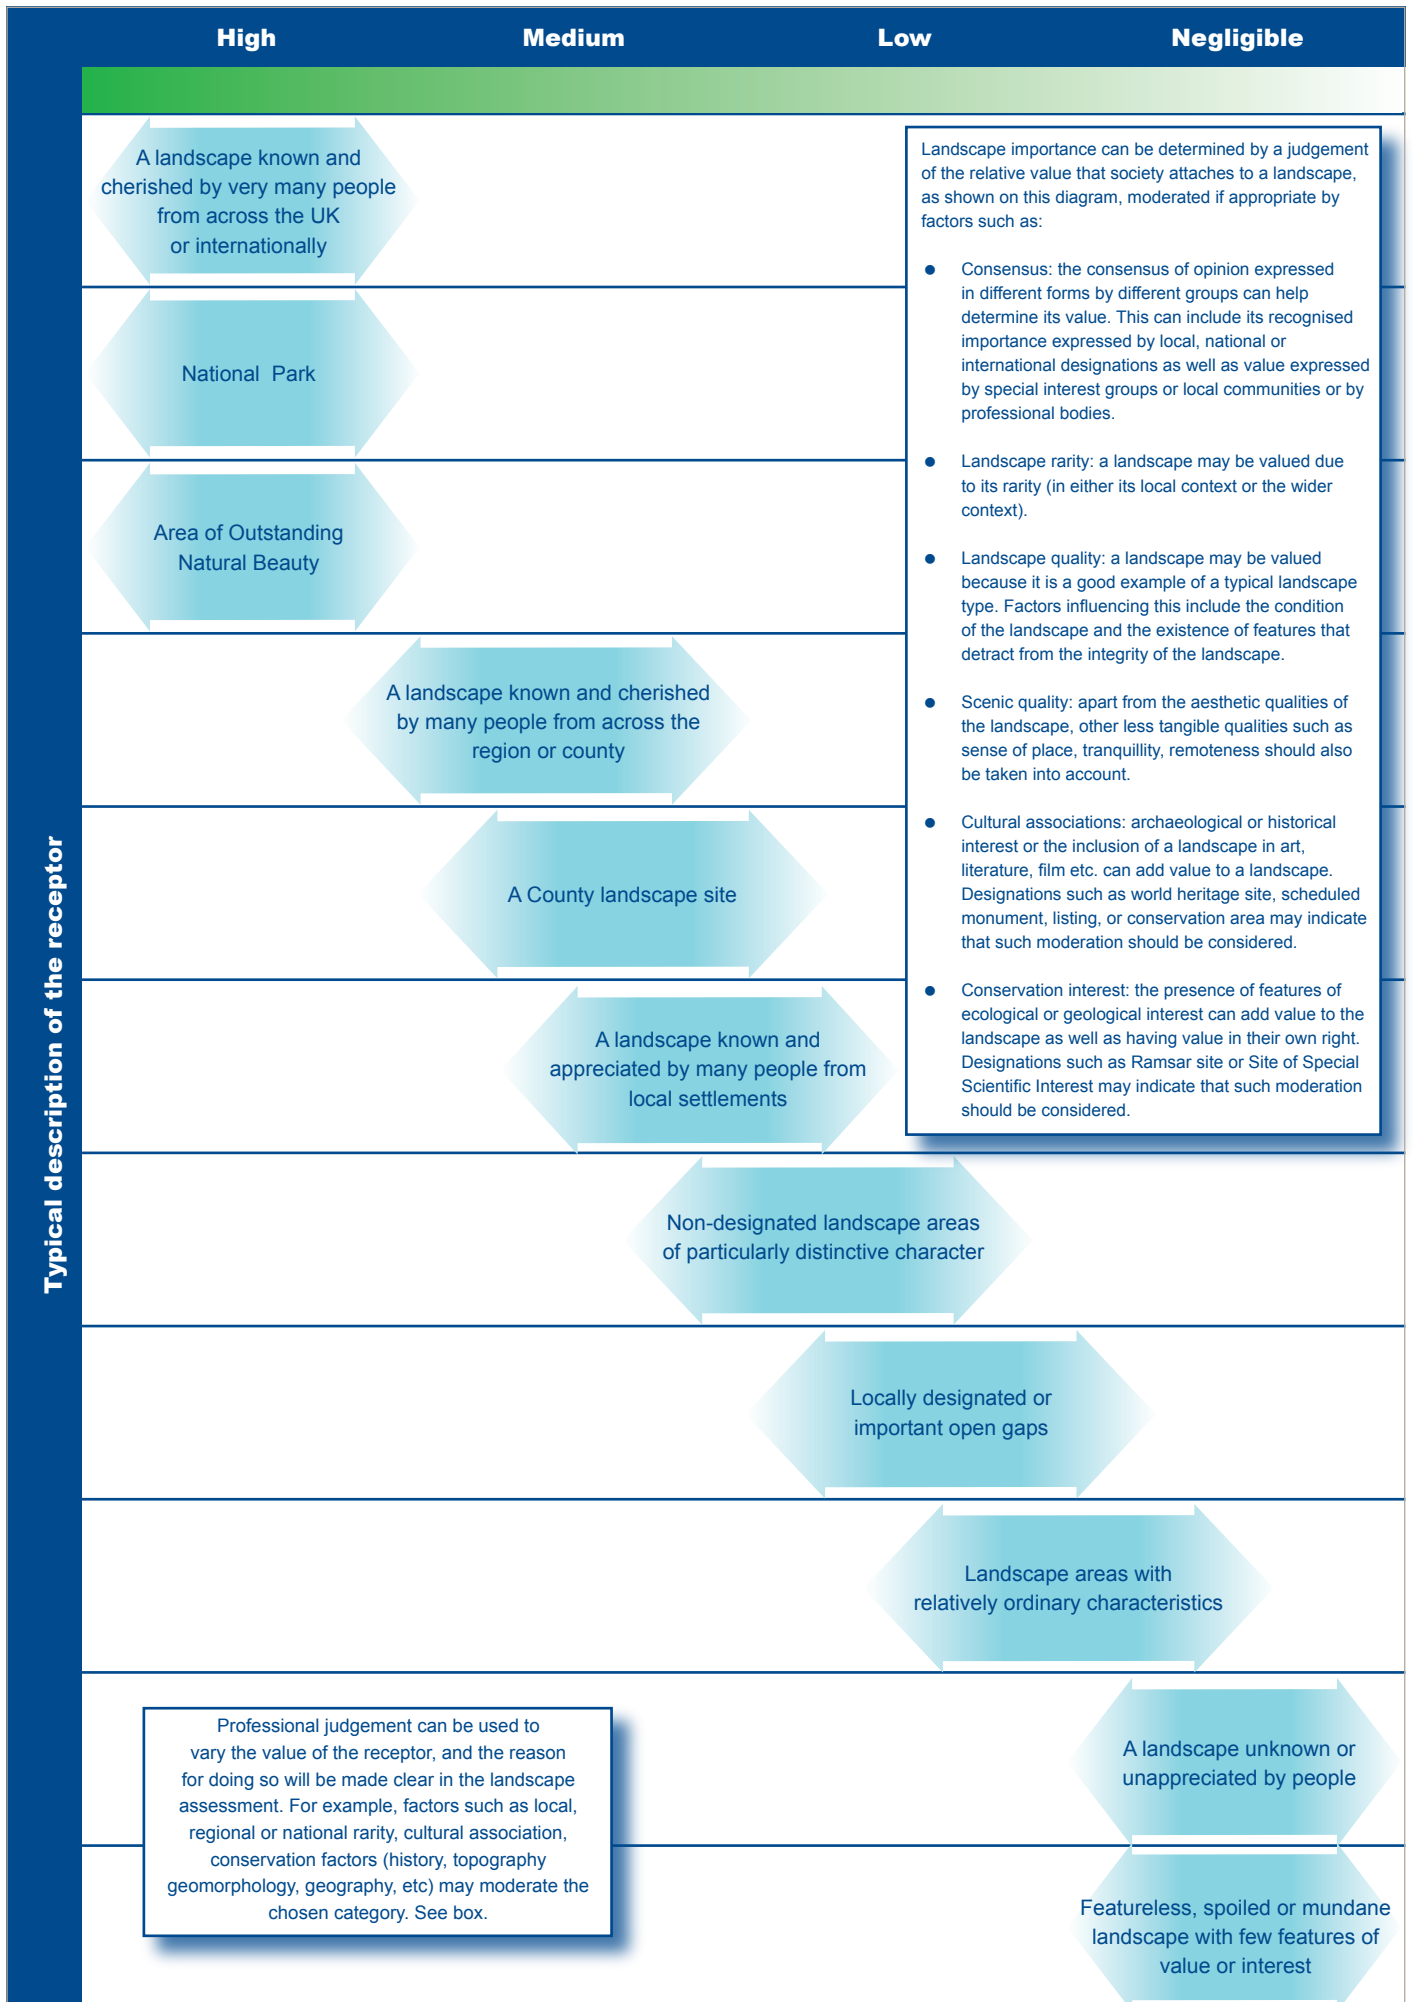 High
Medium
Low
Negligible
Typical description of the receptor
A landscape known and
cherished by very many people
from across the UK
or internationally
National Park
Area of Outstanding
Natural Beauty
A landscape known and cherished
by many people from across the
region or county
A County landscape site
A landscape known and
appreciated by many people from
local settlements
Non-designated landscape areas
of particularly distinctive character
Locally designated or
important open gaps
Landscape areas with
relatively ordinary characteristics
A landscape unknown or
unappreciated by people
Featureless, spoiled or mundane
landscape with few features of
value or interest
Landscape importance can be determined by a judgement
of the relative value that society attaches to a landscape,
as shown on this diagram, moderated if appropriate by
factors such as:
● Consensus: the consensus of opinion expressed
in different forms by different groups can help
determine its value. This can include its recognised
importance expressed by local, national or
international designations as well as value expressed
by special interest groups or local communities or by
professional bodies.
● Landscape rarity: a landscape may be valued due
to its rarity (in either its local context or the wider
context).
● Landscape quality: a landscape may be valued
because it is a good example of a typical landscape
type. Factors influencing this include the condition
of the landscape and the existence of features that
detract from the integrity of the landscape.
● Scenic quality: apart from the aesthetic qualities of
the landscape, other less tangible qualities such as
sense of place, tranquillity, remoteness should also
be taken into account.
● Cultural associations: archaeological or historical
interest or the inclusion of a landscape in art,
literature, film etc. can add value to a landscape.
Designations such as world heritage site, scheduled
monument, listing, or conservation area may indicate
that such moderation should be considered.
● Conservation interest: the presence of features of
ecological or geological interest can add value to the
landscape as well as having value in their own right.
Designations such as Ramsar site or Site of Special
Scientific Interest may indicate that such moderation
should be considered.
Professional judgement can be used to
vary the value of the receptor, and the reason
for doing so will be made clear in the landscape
assessment. For example, factors such as local,
regional or national rarity, cultural association,
conservation factors (history, topography
geomorphology, geography, etc) may moderate the
chosen category. See box.